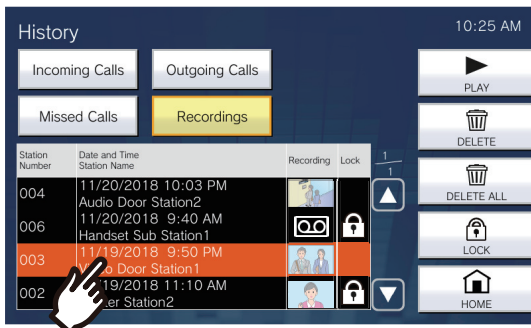 History
10:25 AM
Incoming Calls
Outgoing Calls
Missed Calls
Recordings
PLAY
DELETE
DELETE ALL
LOCK
HOME
Station Number
Date and Time
Station Name
Recording
Lock
1
1
004
11/20/2018 10:03 PM
Audio Door Station2
006
11/20/2018 9:40 AM
Handset Sub Station1
003
11/19/2018 9:50 PM
Door Station1
002
11:10 AM
Station2